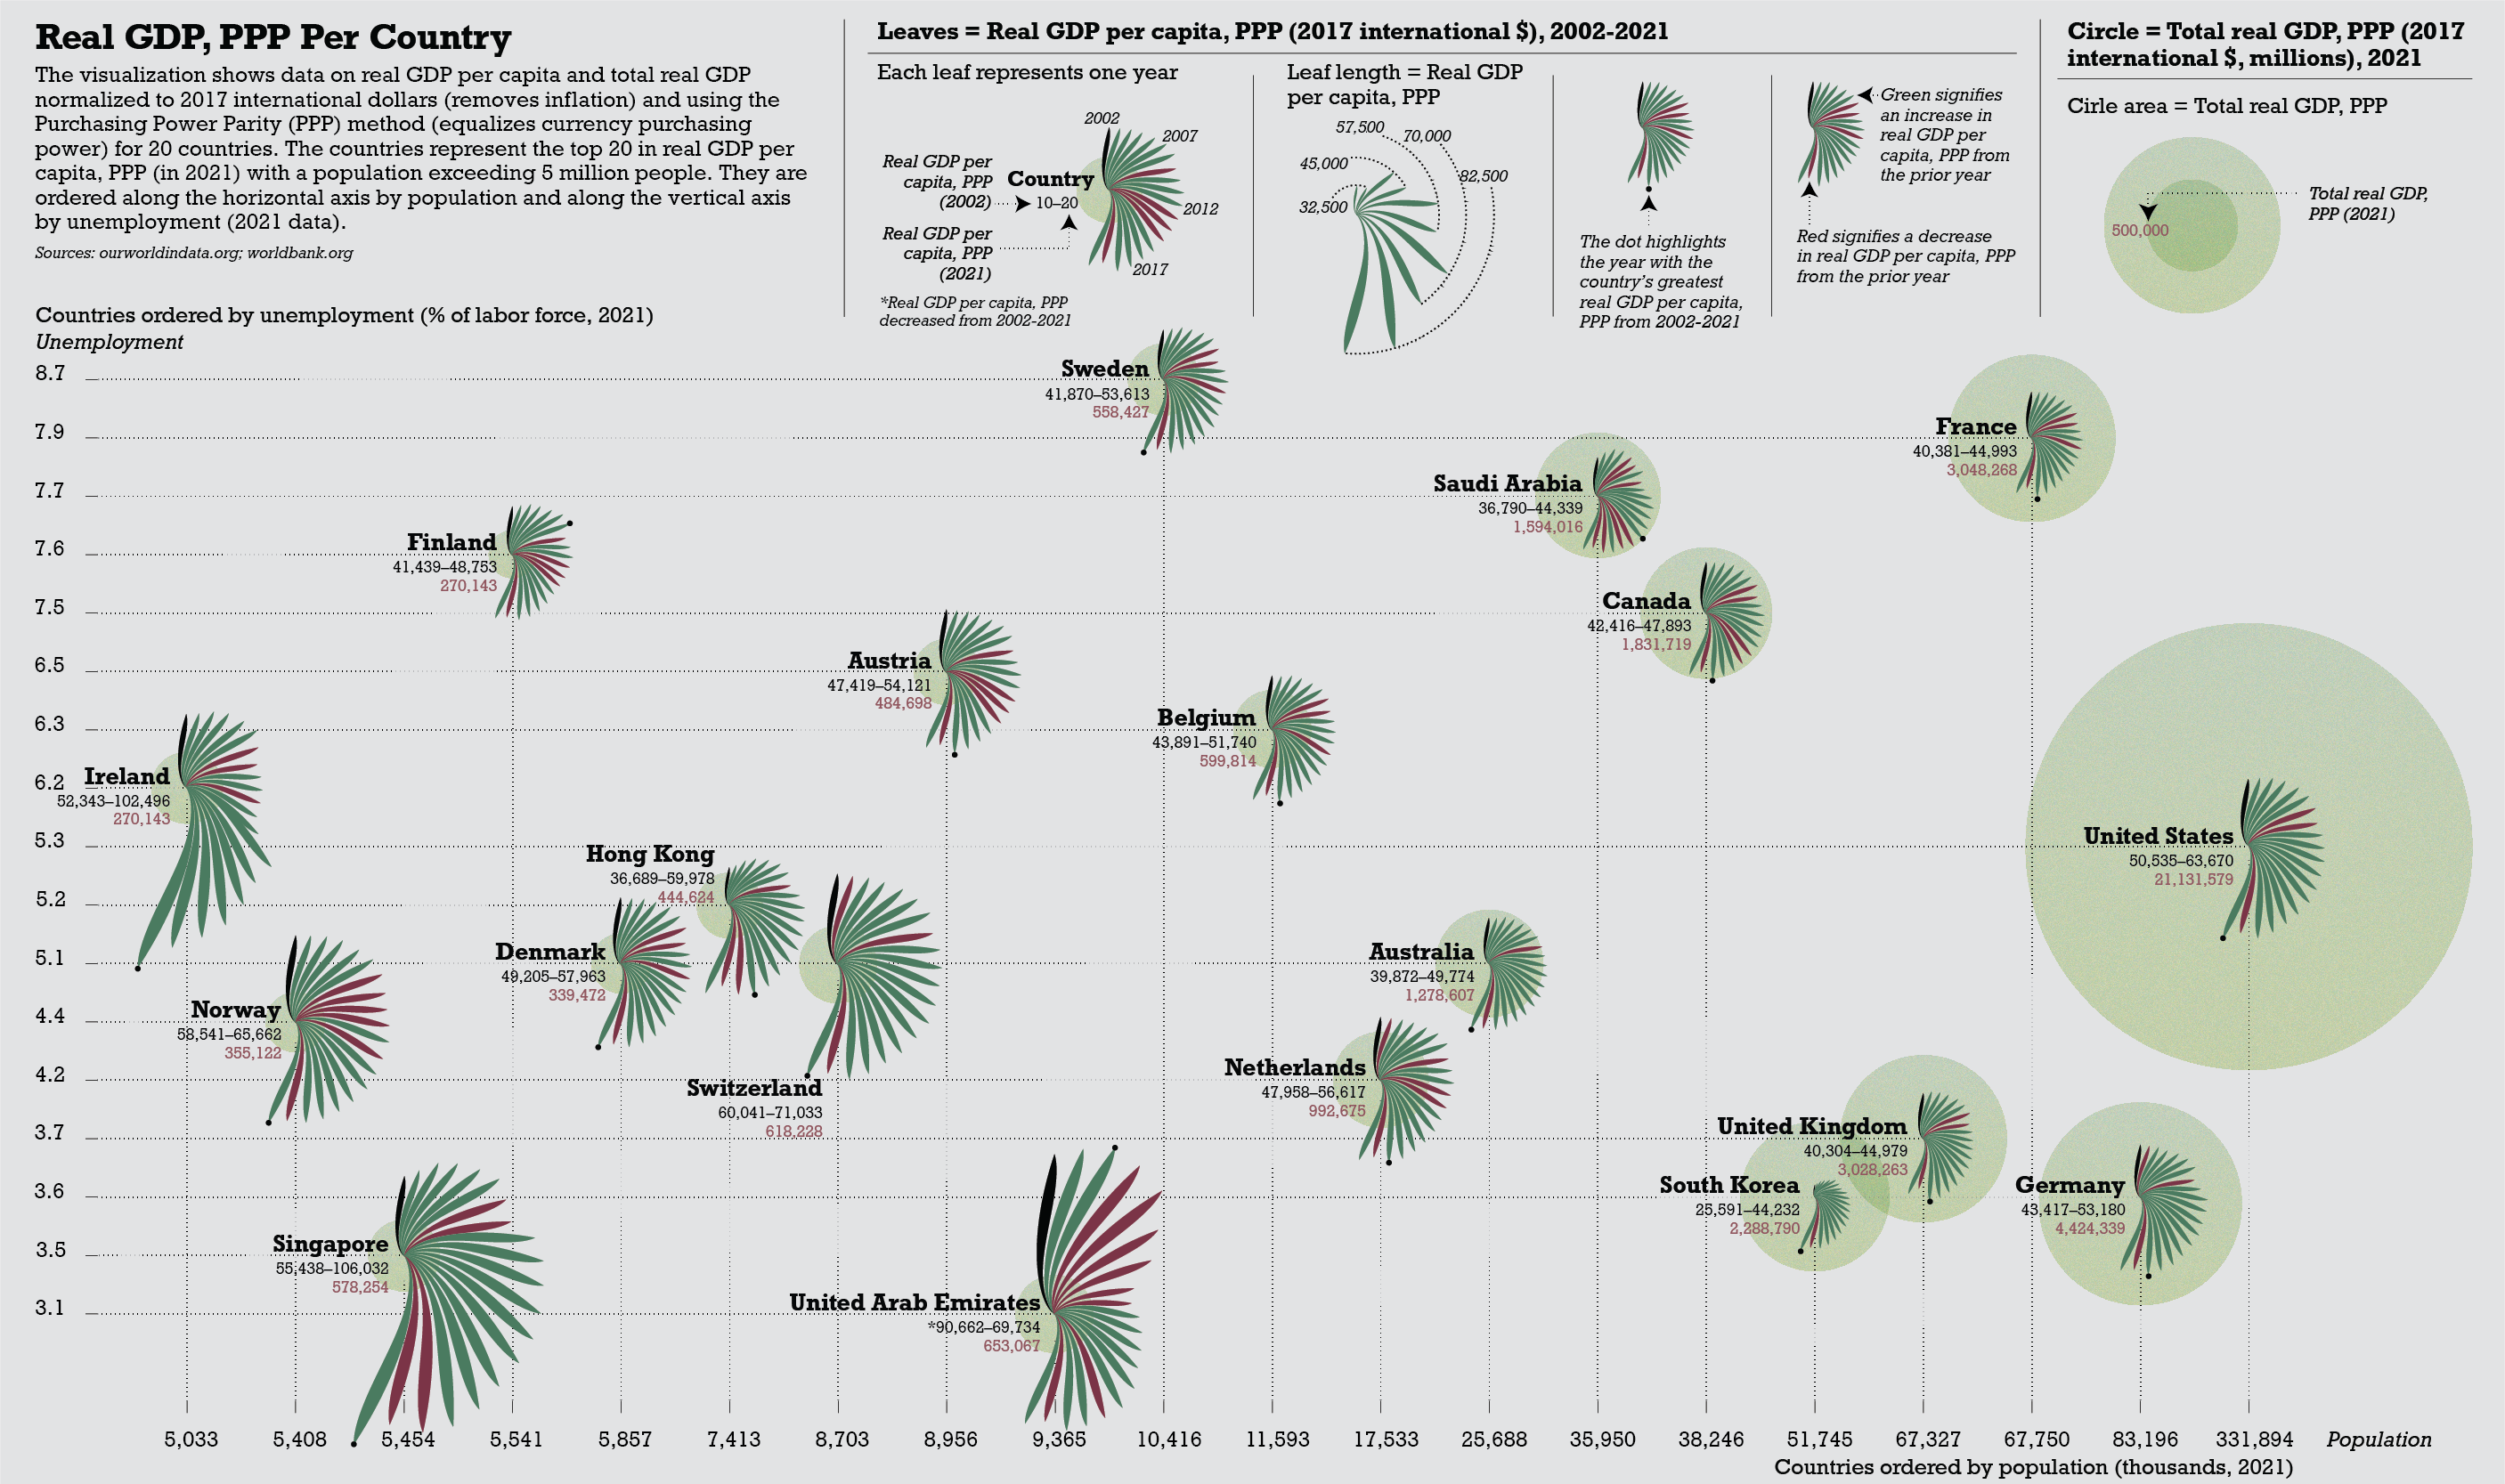 Real GDP, PPP Per Country
The visualization shows data on real GDP per capita and total real GDP
normalized to 2017 international dollars (removes inflation) and using the
Purchasing Power Parity (PPP) method (equalizes currency purchasing
power) for 20 countries. The countries represent the top 20 in real GDP per
capita, PPP (in 2021) with a population exceeding 5 million people. They are
ordered along the horizontal axis by population and along the vertical axis
by unemployment (2021 data).
Sources: ourworldindata.org; worldbank.org
Leaves = Real GDP per capita, PPP (2017 international $), 2002-2021
Each leaf represents one year
2002
2007
2012
2017
Real GDP per
capita, PPP
(2002)
Country
10–20
Real GDP per
capita, PPP
(2021)
*Real GDP per capita, PPP
decreased from 2002-2021
Leaf length = Real GDP
per capita, PPP
57,500
70,000
45,000
82,500
32,500
The dot highlights
the year with the
country's greatest
real GDP per capita,
PPP from 2002-2021
Green signifies
an increase in
real GDP per
capita, PPP from
the prior year
Red signifies a decrease
in real GDP per capita, PPP
from the prior year
Circle = Total real GDP, PPP (2017
international $, millions), 2021
Cirle area = Total real GDP, PPP
Total real GDP,
PPP (2021)
500,000
Countries ordered by unemployment (% of labor force, 2021)
Unemployment
8.7
7.9
7.7
7.6
7.5
6.5
6.3
6.2
5.3
5.2
5.1
4.4
4.2
3.7
3.6
3.5
3.1
Sweden
41,870–53,613
558,427
France
40,381–44,993
3,048,268
Saudi Arabia
36,790–44,339
1,594,016
Finland
41,439–48,753
270,143
Canada
42,416–47,893
1,831,719
Austria
47,419–54,121
484,698
Belgium
43,891–51,740
599,814
Ireland
52,343–102,496
270,143
United States
50,535–63,670
21,131,579
Hong Kong
36,689–59,978
444,624
Denmark
49,205–57,963
339,472
Switzerland
60,041–71,033
618,228
Australia
39,872–49,774
1,278,607
Norway
58,541–65,662
355,122
Netherlands
47,958–56,617
992,675
United Kingdom
40,304–44,979
3,028,263
South Korea
25,591–44,232
2,288,790
Germany
43,417–53,180
4,424,339
Singapore
55,438–106,032
578,254
United Arab Emirates
*90,662–69,734
653,067
5,033
5,408
5,454
5,541
5,857
7,413
8,703
8,956
9,365
10,416
11,593
17,533
25,688
35,950
38,246
51,745
67,327
67,750
83,196
331,894
Population
Countries ordered by population (thousands, 2021)